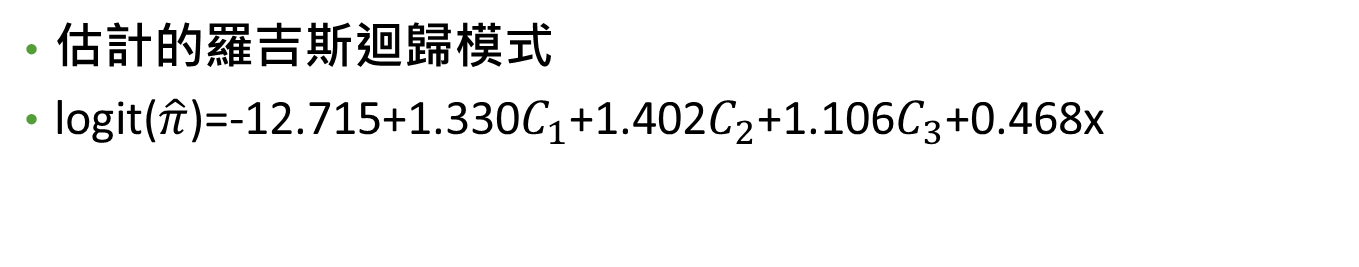 • 估計的羅吉斯迴歸模式
• logit(π̂)=-12.715+1.330C₁+1.402C₂+1.106C₃+0.468x